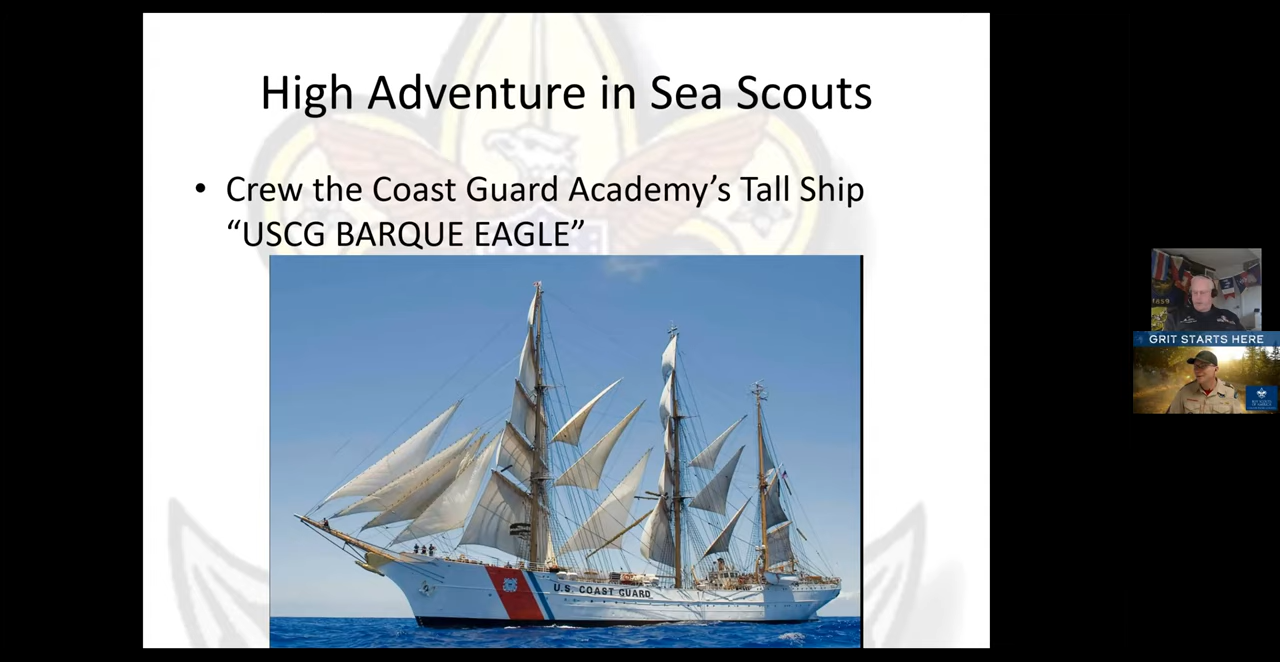 High Adventure in Sea Scouts
• Crew the Coast Guard Academy’s Tall Ship
“USCG BARQUE EAGLE”
U.S. COAST GUARD
1859
GRIT STARTS HERE